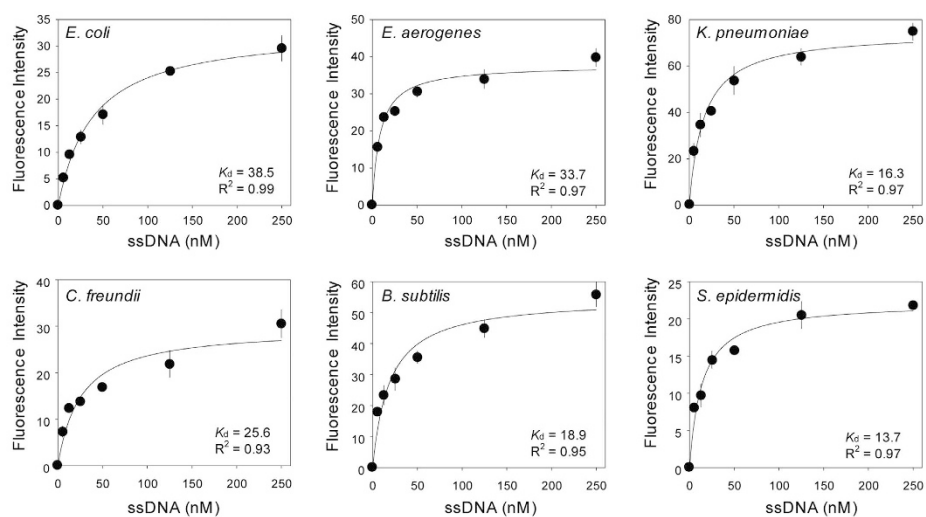 E. coli
Fluorescence Intensity
35
30
25
20
15
10
5
0
K_d = 38.5
R² = 0.99
0 50 100 150 200 250
ssDNA (nM)
E. aerogenes
Fluorescence Intensity
50
40
30
20
10
0
K_d = 33.7
R² = 0.97
0 50 100 150 200 250
ssDNA (nM)
K. pneumoniae
Fluorescence Intensity
80
60
40
20
0
K_d = 16.3
R² = 0.97
0 50 100 150 200 250
ssDNA (nM)
C. freundii
Fluorescence Intensity
40
30
20
10
0
K_d = 25.6
R² = 0.93
0 50 100 150 200 250
ssDNA (nM)
B. subtilis
Fluorescence Intensity
60
50
40
30
20
10
0
K_d = 18.9
R² = 0.95
0 50 100 150 200 250
ssDNA (nM)
S. epidermidis
Fluorescence Intensity
25
20
15
10
5
0
K_d = 13.7
R² = 0.97
0 50 100 150 200 250
ssDNA (nM)